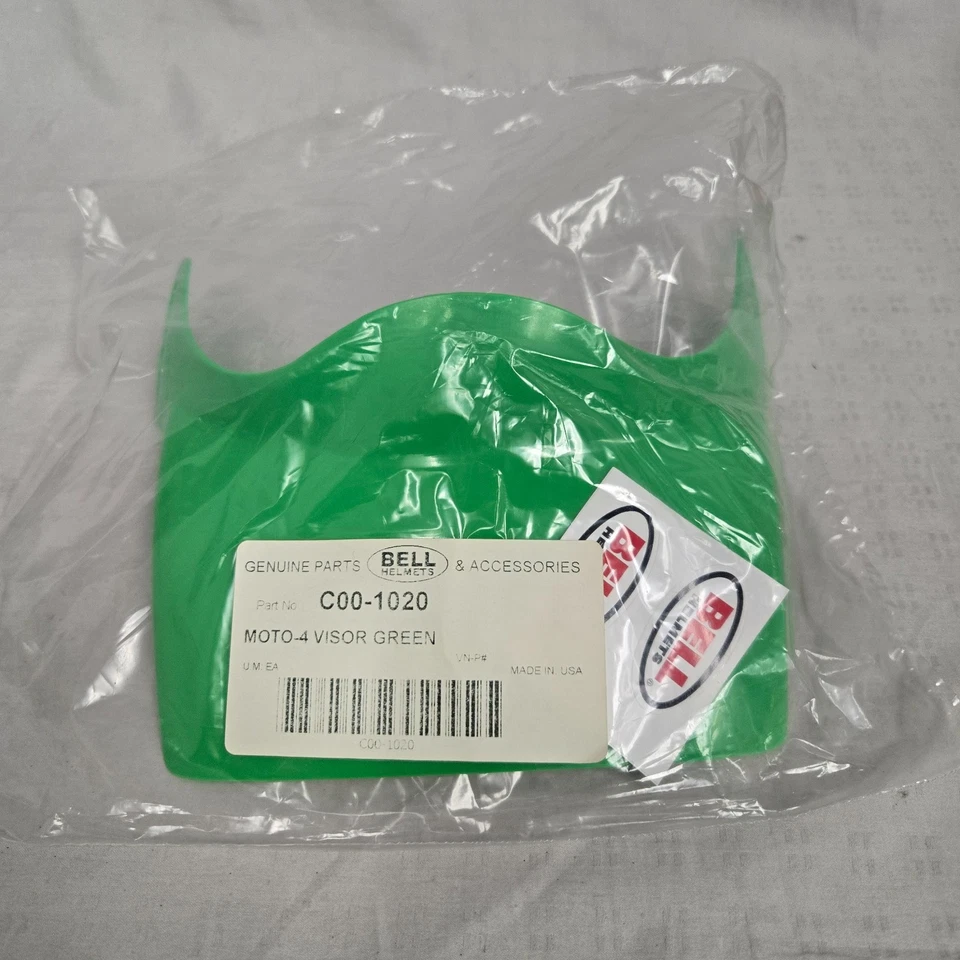 GENUINE PARTS BELL HELMETS & ACCESSORIES
Part No C00-1020
MOTO-4 VISOR GREEN
U.M: EA VN-P# MADE IN USA
C00-1020
BELL
HELMETS
BELL
HELMETS ®